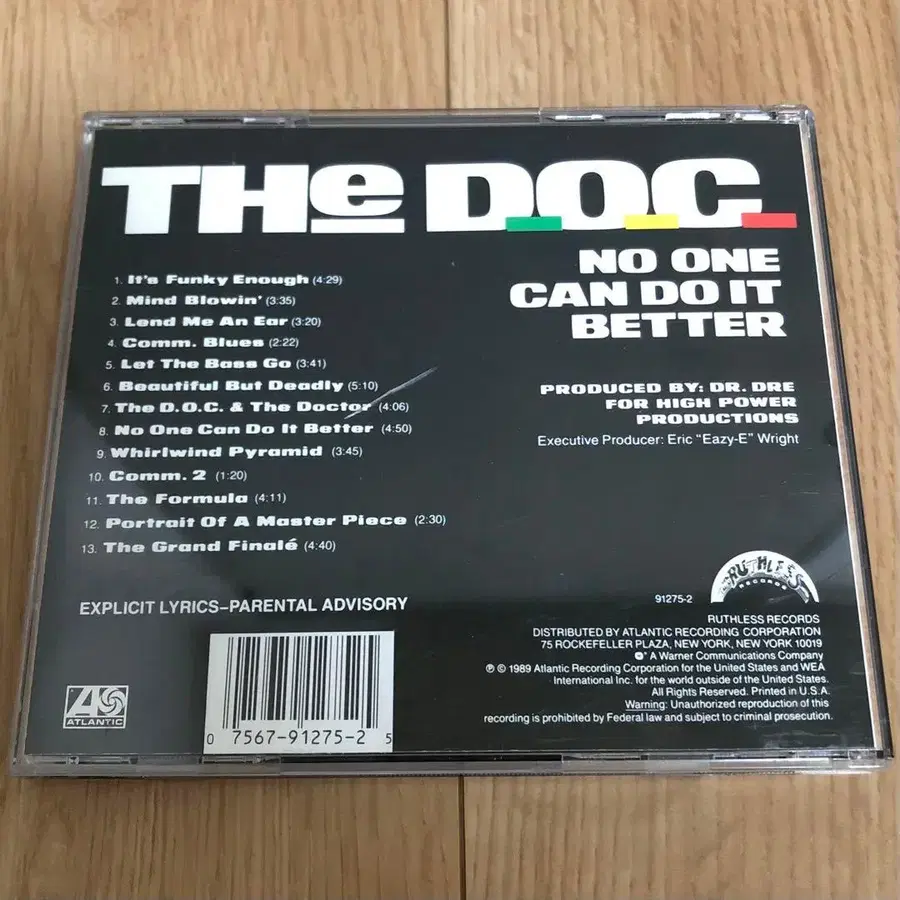 THe D.O.C.
NO ONE
CAN DO IT
BETTER
1. It's Funky Enough (4:29)
2. Mind Blowin' (3:35)
3. Lend Me An Ear (3:20)
4. Comm. Blues (2:22)
5. Let The Bass Go (3:41)
6. Beautiful But Deadly (5:10)
7. The D.O.C. & The Doctor (4:06)
8. No One Can Do It Better (4:50)
9. Whirlwind Pyramid (3:45)
10. Comm. 2 (1:20)
11. The Formula (4:11)
12. Portrait Of A Master Piece (2:30)
13. The Grand Finalé (4:40)
PRODUCED BY: DR. DRE
FOR HIGH POWER
PRODUCTIONS
Executive Producer: Eric "Eazy-E" Wright
EXPLICIT LYRICS–PARENTAL ADVISORY
ATLANTIC
0 7567-91275-2 5
91275-2
RUTHLESS
RECORDS
RUTHLESS RECORDS
DISTRIBUTED BY ATLANTIC RECORDING CORPORATION
75 ROCKEFELLER PLAZA, NEW YORK, NEW YORK 10019
A Warner Communications Company
℗ © 1989 Atlantic Recording Corporation for the United States and WEA
International Inc. for the world outside of the United States.
All Rights Reserved. Printed in U.S.A.
Warning: Unauthorized reproduction of this
recording is prohibited by Federal law and subject to criminal prosecution.